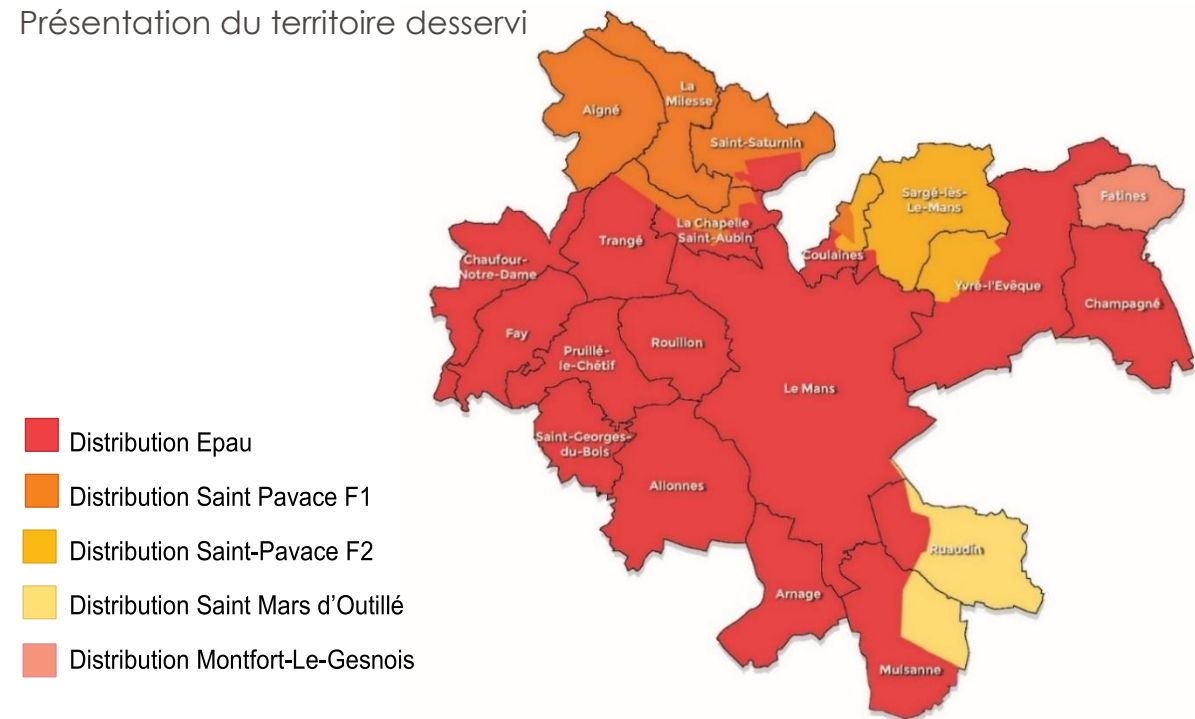 Présentation du territoire desservi
La
Milesse
Aigné
Saint-Saturnin
Sargé-lès-
Le-Mans
Fatines
La Chapelle
Saint-Aubin
Trangé
Coulaines
Chaufour-
Notre-Dame
Yvré-l'Evêque
Champagné
Fay
Rouillon
Pruillé-
le-Chétif
Le Mans
Saint-Georges-
du-Bois
Allonnes
Ruaudin
Arnage
Mulsanne
Distribution Epau
Distribution Saint Pavace F1
Distribution Saint-Pavace F2
Distribution Saint Mars d’Outillé
Distribution Montfort-Le-Gesnois